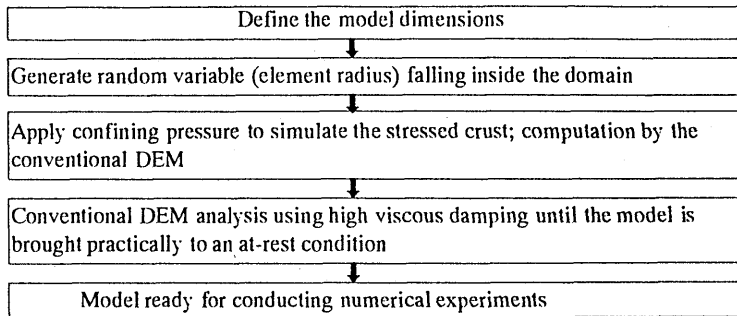 Define the model dimensions
Generate random variable (element radius) falling inside the domain
Apply confining pressure to simulate the stressed crust; computation by the
conventional DEM
Conventional DEM analysis using high viscous damping until the model is
brought practically to an at-rest condition
Model ready for conducting numerical experiments